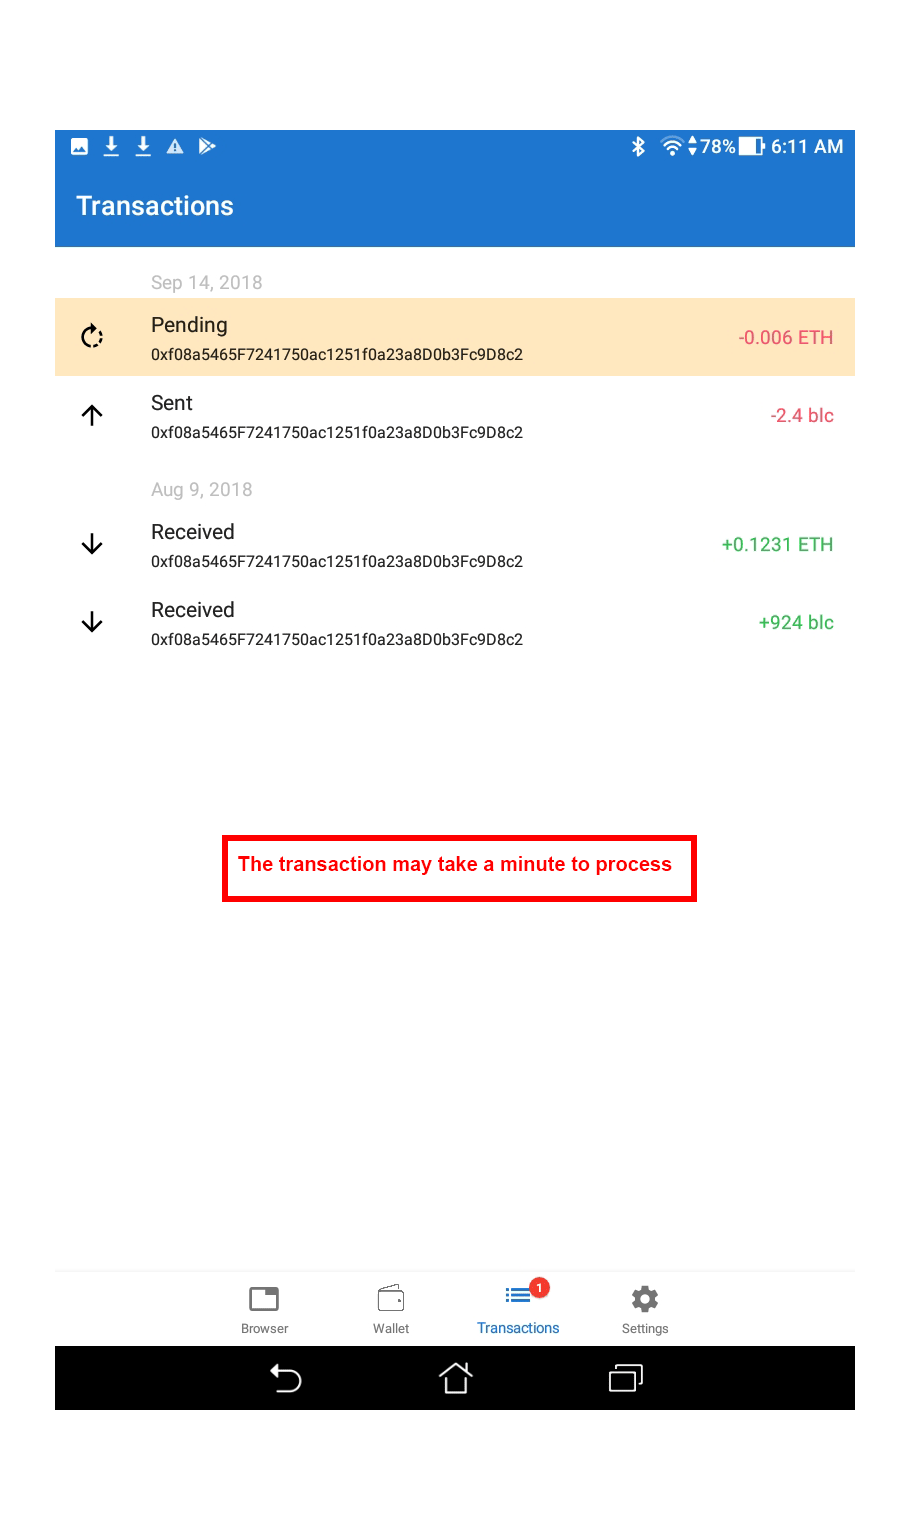 78% 6:11 AM
Transactions
Sep 14, 2018
Pending
-0.006 ETH
0xf08a5465F7241750ac1251f0a23a8D0b3Fc9D8c2
Sent
-2.4 blc
0xf08a5465F7241750ac1251f0a23a8D0b3Fc9D8c2
Aug 9, 2018
Received
+0.1231 ETH
0xf08a5465F7241750ac1251f0a23a8D0b3Fc9D8c2
Received
+924 blc
0xf08a5465F7241750ac1251f0a23a8D0b3Fc9D8c2
The transaction may take a minute to process
1
Browser Wallet Transactions Settings